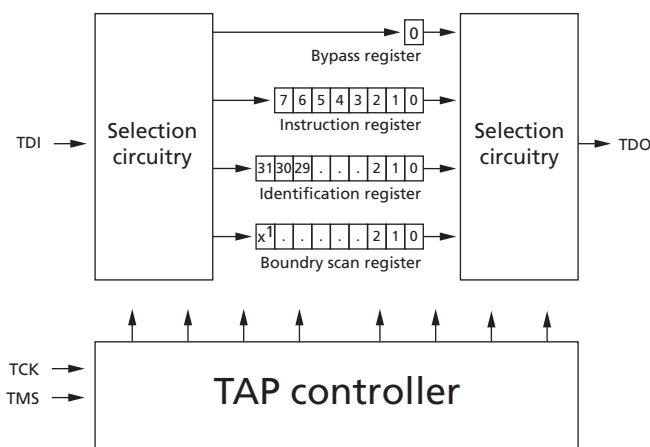 0
Bypass register
7 6 5 4 3 2 1 0
Selection
circuitry
Instruction register
Selection
circuitry
TDI
TDO
31 30 29 . . . 2 1 0
Identification register
x1 . . . . . 2 1 0
Boundry scan register
TCK
TMS
TAP controller